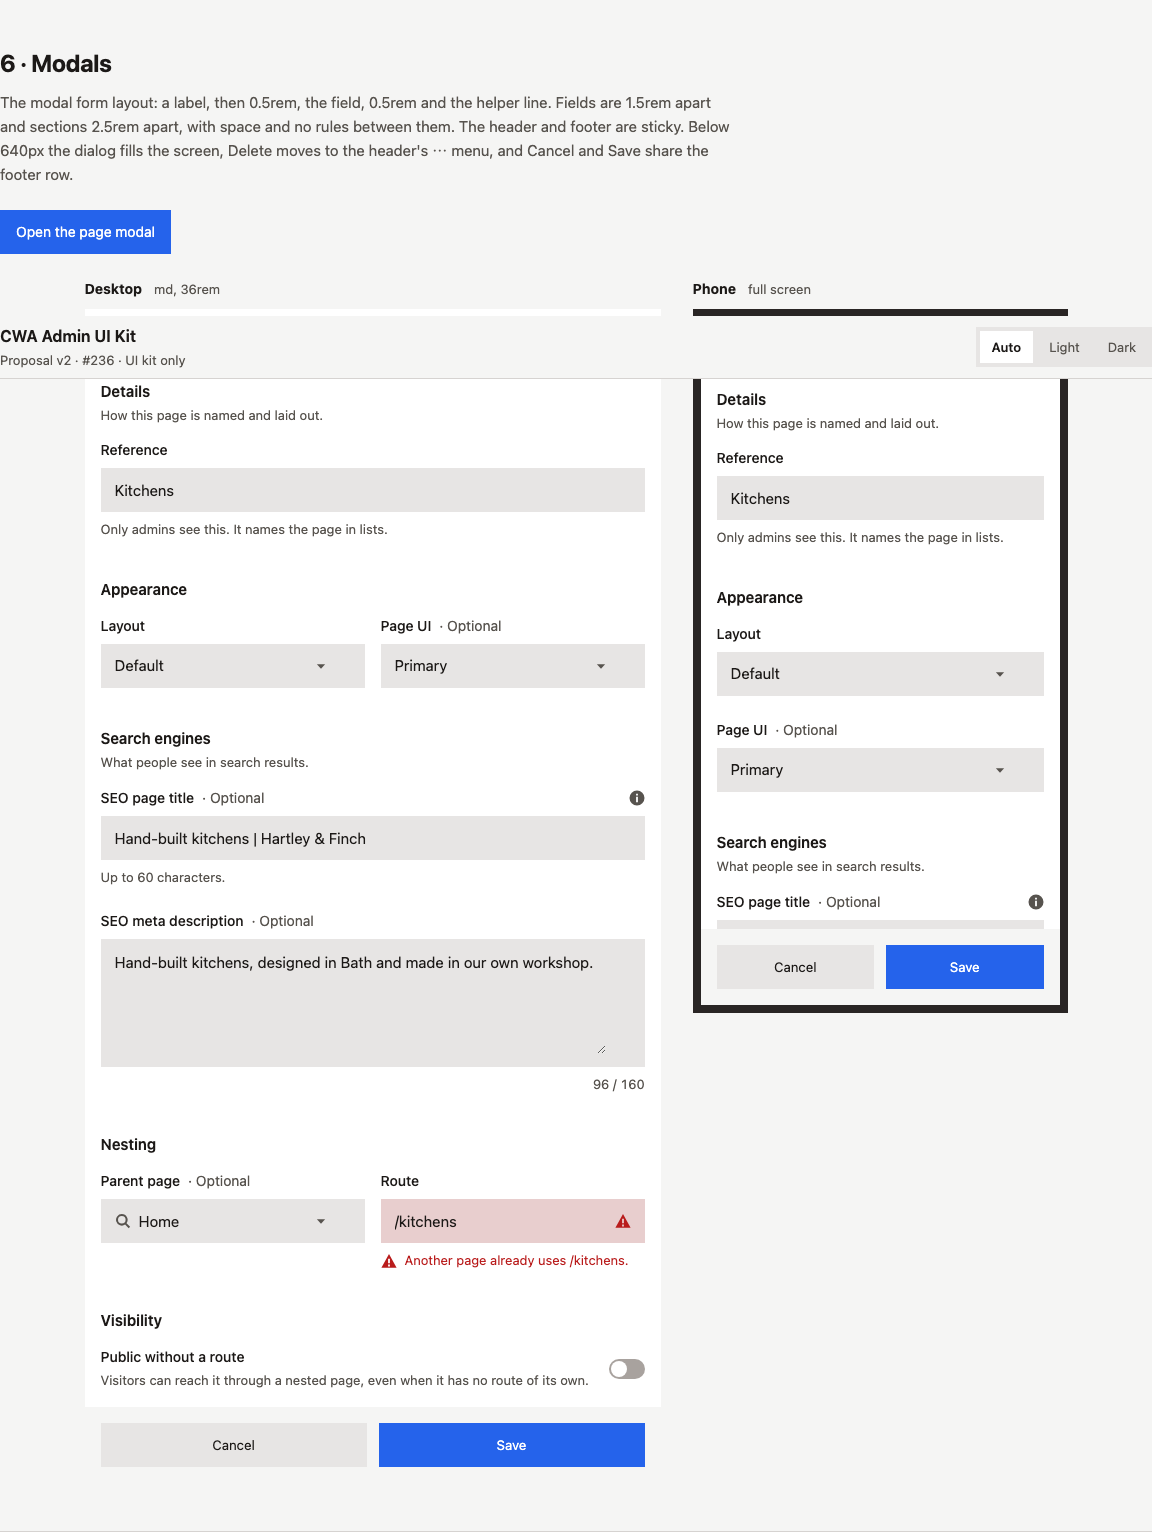 6 · Modals
The modal form layout: a label, then 0.5rem, the field, 0.5rem and the helper line. Fields are 1.5rem apart
and sections 2.5rem apart, with space and no rules between them. The header and footer are sticky. Below
640px the dialog fills the screen, Delete moves to the header's ··· menu, and Cancel and Save share the
footer row.
Open the page modal
Desktop md, 36rem
Phone full screen
CWA Admin UI Kit
Proposal v2 · #236 · UI kit only
Auto Light Dark
Details
How this page is named and laid out.
Reference
Kitchens
Only admins see this. It names the page in lists.
Appearance
Layout
Default
Page UI · Optional
Primary
Search engines
What people see in search results.
SEO page title · Optional
Hand-built kitchens | Hartley & Finch
Up to 60 characters.
SEO meta description · Optional
Hand-built kitchens, designed in Bath and made in our own workshop.
96 / 160
Nesting
Parent page · Optional
Home
Route
/kitchens
Another page already uses /kitchens.
Visibility
Public without a route
Visitors can reach it through a nested page, even when it has no route of its own.
Cancel
Save
Details
How this page is named and laid out.
Reference
Kitchens
Only admins see this. It names the page in lists.
Appearance
Layout
Default
Page UI · Optional
Primary
Search engines
What people see in search results.
SEO page title · Optional
Cancel
Save